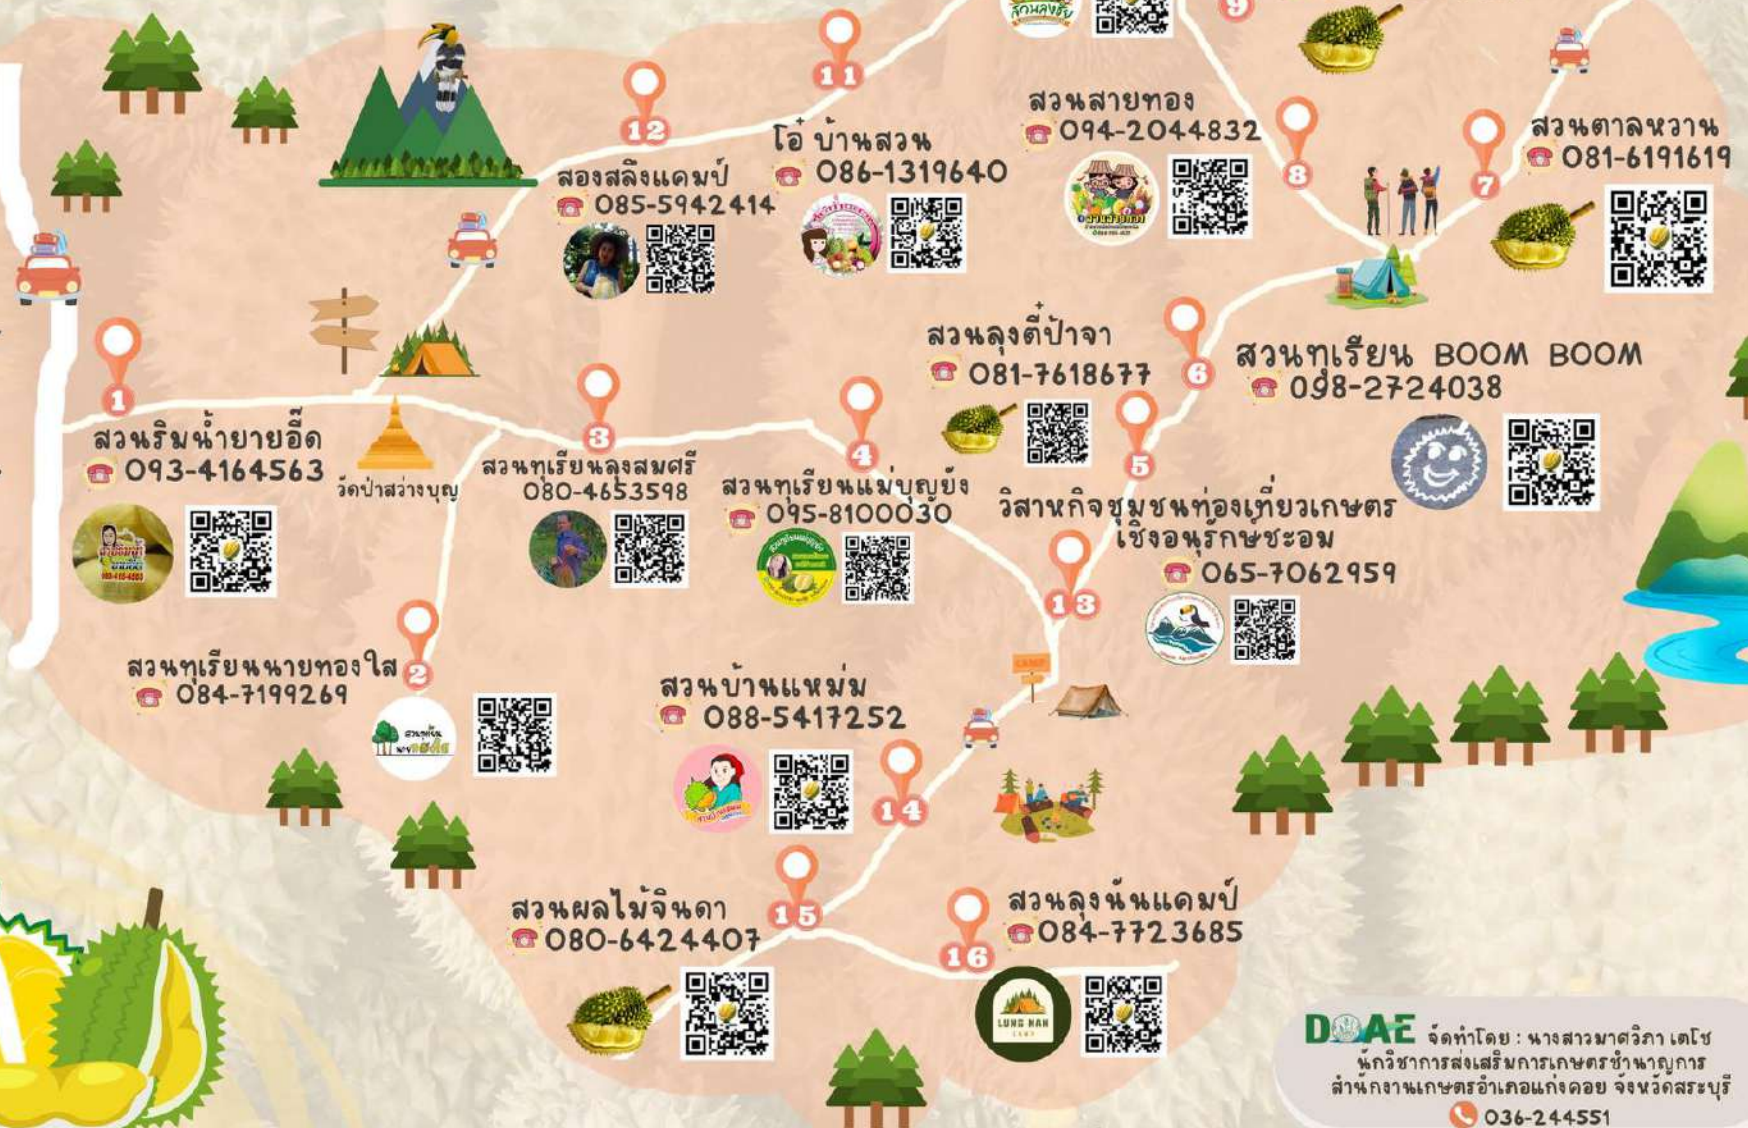 สวนลุงชัย
9
11
12
สวนสายทอง
094-2044832
8
7
สวนตาลหวาน
081-6191619
โอ๋ บ้านสวน
086-1319640
สองสลึงแคมป์
085-5942414
สวนลุงตี๋ป้าจา
081-7618677
6
สวนทุเรียน BOOM BOOM
098-2724038
1
สวนริมน้ำยายอี๊ด
093-4164563
วัดป่าสว่างบุญ
3
สวนทุเรียนลุงสมศรี
080-4653598
4
สวนทุเรียนแม่บุญยัง
095-8100030
5
วิสาหกิจชุมชนท่องเที่ยวเกษตร
เชิงอนุรักษ์ชะอม
065-7062959
13
2
สวนทุเรียนนายทองใส
084-7199269
CAMP
สวนบ้านแหม่ม
088-5417252
14
15
สวนผลไม้จินดา
080-6424407
16
สวนลุงนันแคมป์
084-7723685
LUNG NAN
CAMP
DOAE จัดทำโดย : นางสาวมาศวิภา เตโช
นักวิชาการส่งเสริมการเกษตรชำนาญการ
สำนักงานเกษตรอำเภอแก่งคอย จังหวัดสระบุรี
036-244551